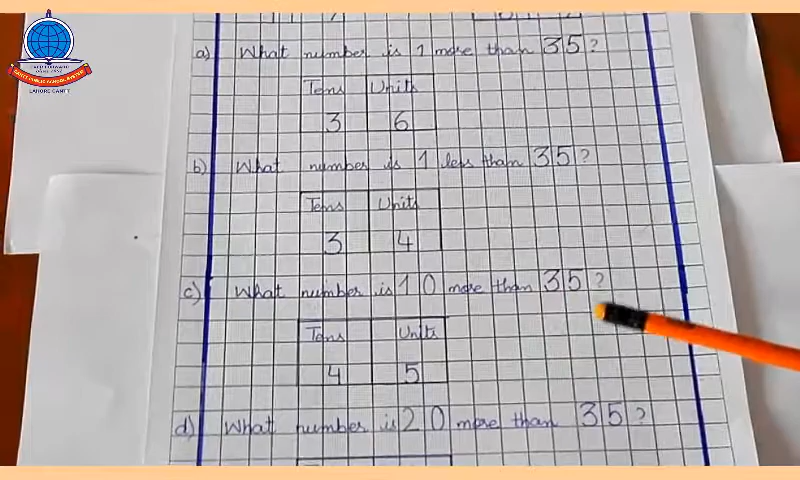 a) What number is 1 more than 35?
Tens Units
3 6
b) What number is 1 less than 35?
Tens Units
3 4
c) What number is 10 more than 35?
Tens Units
4 5
d) What number is 20 more than 35?
LAHORE CANTT